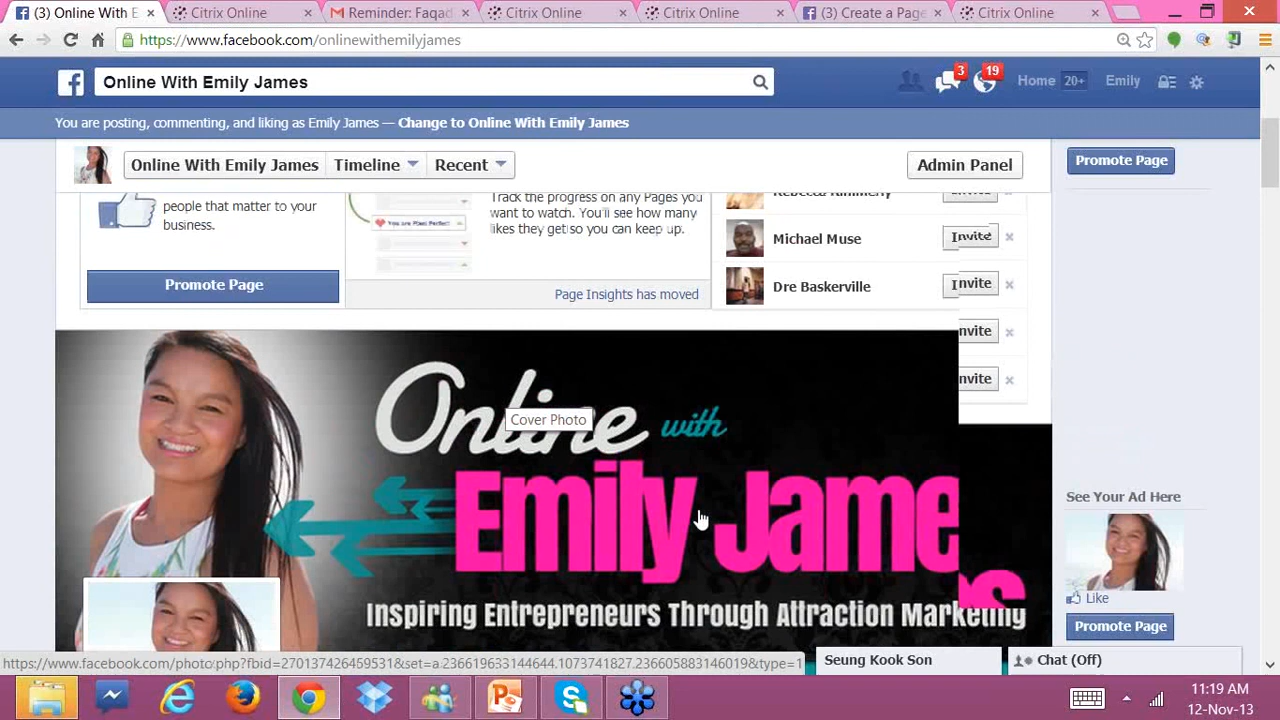 (3) Online With E
Citrix Online
Reminder: Faqad
Citrix Online
Citrix Online
(3) Create a Page
Citrix Online
https://www.facebook.com/onlinewithemilyjames
Online With Emily James
3
19
Home 20+
Emily
You are posting, commenting, and liking as Emily James — Change to Online With Emily James
Online With Emily James
Timeline
Recent
Admin Panel
Promote Page
people that matter to your
business.
Promote Page
Track the progress on any Pages you
want to watch. You'll see how many
likes they get so you can keep up.
Page Insights has moved
Michael Muse
Invite
Dre Baskerville
Invite
nvite
nvite
Online with
Cover Photo
Emily James
Inspiring Entrepreneurs Through Attraction Marketing
See Your Ad Here
Like
Promote Page
https://www.facebook.com/photo.php?fbid=270137426459531&set=a.236619633144644.1073741827.236605883146019&type=1
Seung Kook Son
Chat (Off)
11:19 AM
12-Nov-13